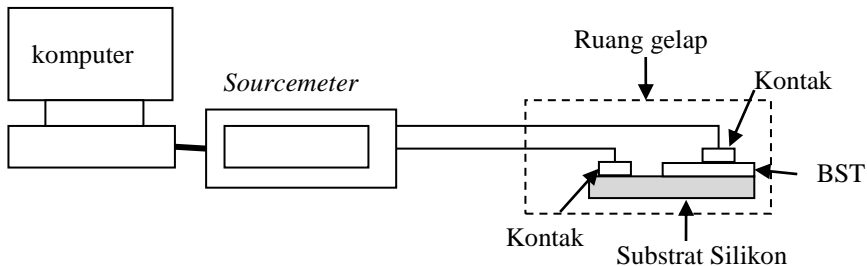 komputer
Sourcemeter
Ruang gelap
Kontak
BST
Kontak
Substrat Silikon